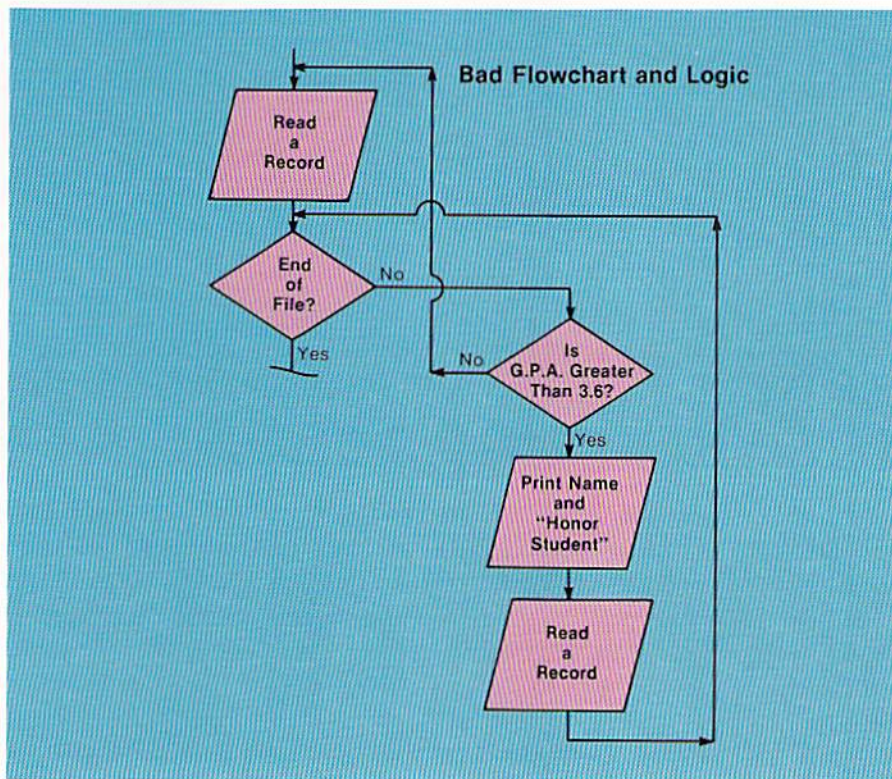 Bad Flowchart and Logic
Read
a
Record
End
of
File?
No
Yes
Is
G.P.A. Greater
Than 3.6?
No
Yes
Print Name
and
“Honor
Student”
Read
a
Record